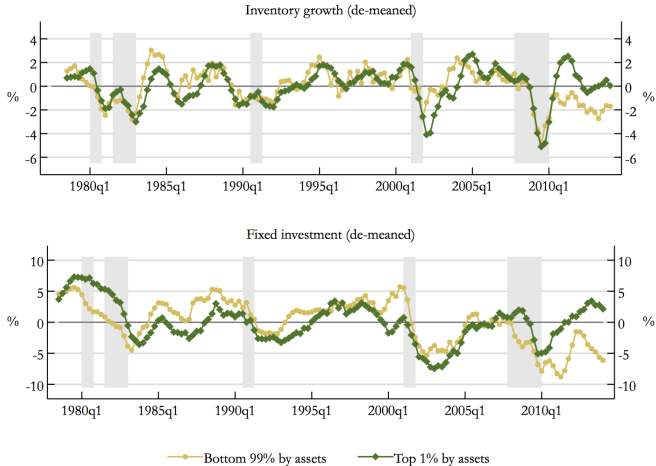 Inventory growth (de-meaned)
4 4
2 2
% 0 0 %
-2 -2
-4 -4
-6 -6
1980q1 1985q1 1990q1 1995q1 2000q1 2005q1 2010q1
Fixed investment (de-meaned)
10 10
% 5 5 %
0 0
-5 -5
-10 -10
1980q1 1985q1 1990q1 1995q1 2000q1 2005q1 2010q1
Bottom 99% by assets Top 1% by assets